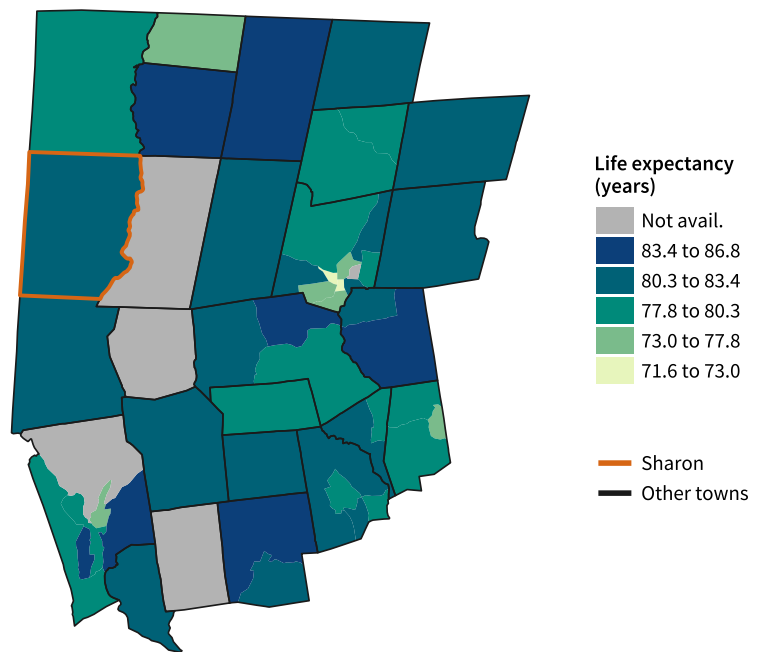 Life expectancy
(years)
Not avail.
83.4 to 86.8
80.3 to 83.4
77.8 to 80.3
73.0 to 77.8
71.6 to 73.0
Sharon
Other towns